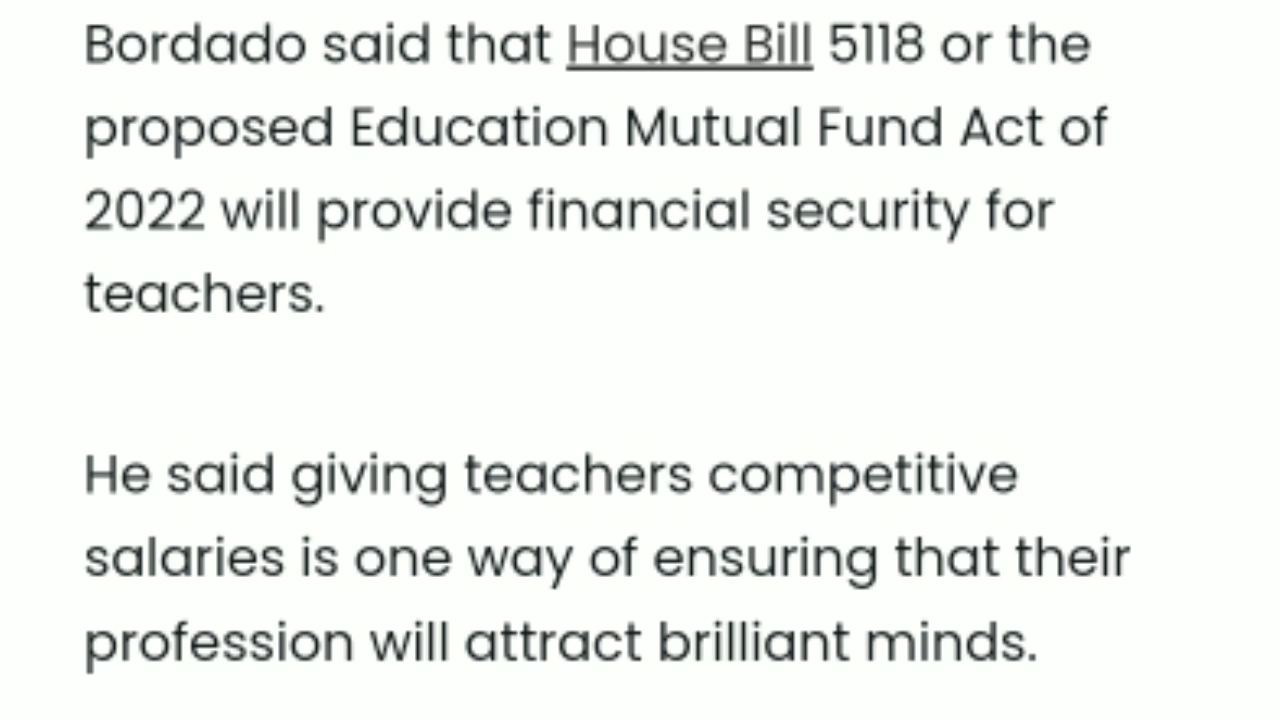 Bordado said that House Bill 5118 or the
proposed Education Mutual Fund Act of
2022 will provide financial security for
teachers.
He said giving teachers competitive
salaries is one way of ensuring that their
profession will attract brilliant minds.